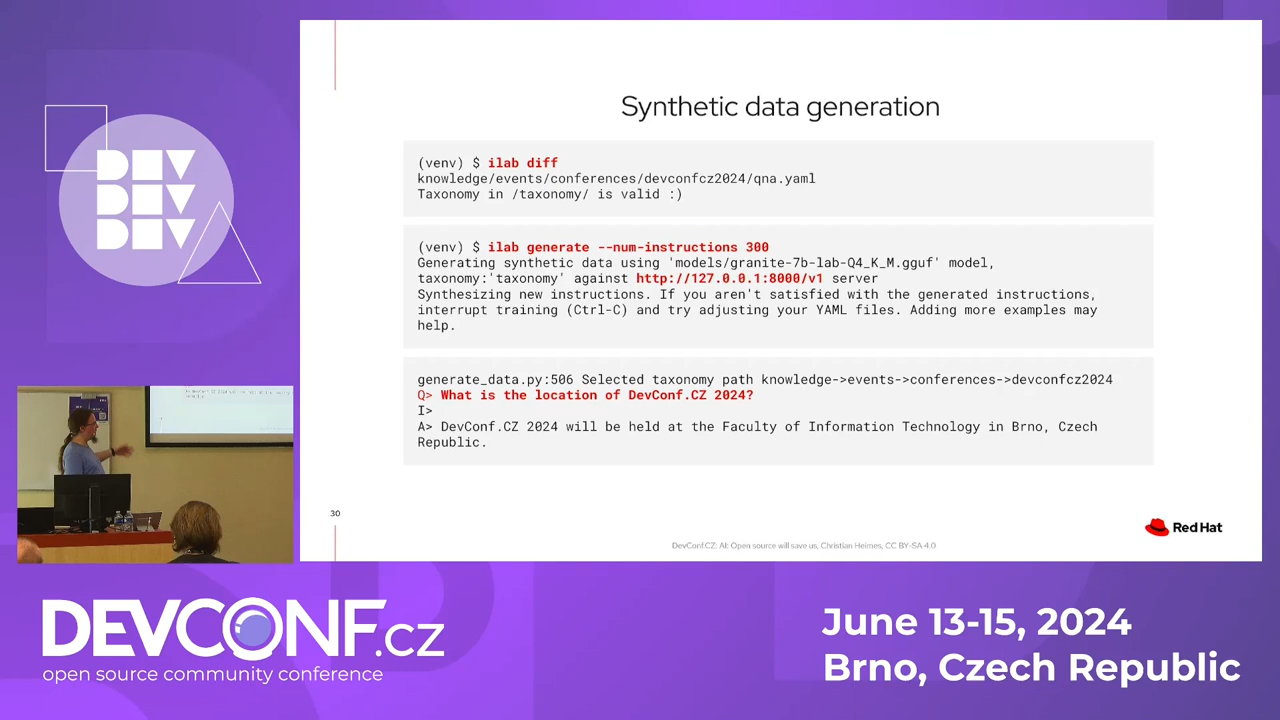 Synthetic data generation
(venv) $ ilab diff
knowledge/events/conferences/devconfcz2024/qna.yaml
Taxonomy in /taxonomy/ is valid :)
(venv) $ ilab generate --num-instructions 300
Generating synthetic data using 'models/granite-7b-lab-Q4_K_M.gguf' model,
taxonomy:'taxonomy' against http://127.0.0.1:8000/v1 server
Synthesizing new instructions. If you aren't satisfied with the generated instructions,
interrupt training (Ctrl-C) and try adjusting your YAML files. Adding more examples may
help.
generate_data.py:506 Selected taxonomy path knowledge->events->conferences->devconfcz2024
Q> What is the location of DevConf.CZ 2024?
I>
A> DevConf.CZ 2024 will be held at the Faculty of Information Technology in Brno, Czech
Republic.
30
Red Hat
DevConf.CZ: AI: Open source will save us, Christian Heimes, CC BY-SA 4.0
DEV
DEV
DEV
DEVCONF.cz
open source community conference
June 13-15, 2024
Brno, Czech Republic